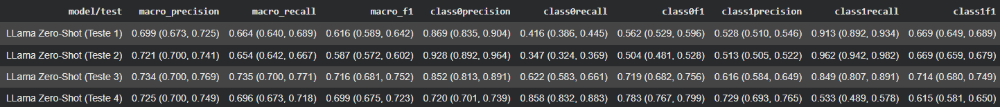 model/test macro_precision macro_recall macro_f1 class0precision class0recall class0f1 class1precision class1recall class1f1
LLama Zero-Shot (Teste 1) 0.699 (0.673, 0.725) 0.664 (0.640, 0.689) 0.616 (0.589, 0.642) 0.869 (0.835, 0.904) 0.416 (0.386, 0.445) 0.562 (0.529, 0.596) 0.528 (0.510, 0.546) 0.913 (0.892, 0.934) 0.669 (0.649, 0.689)
LLama Zero-Shot (Teste 2) 0.721 (0.700, 0.741) 0.654 (0.642, 0.667) 0.587 (0.572, 0.602) 0.928 (0.892, 0.964) 0.347 (0.324, 0.369) 0.504 (0.481, 0.528) 0.513 (0.505, 0.522) 0.962 (0.942, 0.982) 0.669 (0.659, 0.679)
LLama Zero-Shot (Teste 3) 0.734 (0.700, 0.769) 0.735 (0.700, 0.771) 0.716 (0.681, 0.752) 0.852 (0.813, 0.891) 0.622 (0.583, 0.661) 0.719 (0.682, 0.756) 0.616 (0.584, 0.649) 0.849 (0.807, 0.891) 0.714 (0.680, 0.749)
LLama Zero-Shot (Teste 4) 0.725 (0.700, 0.749) 0.696 (0.673, 0.718) 0.699 (0.675, 0.723) 0.720 (0.701, 0.739) 0.858 (0.832, 0.883) 0.783 (0.767, 0.799) 0.729 (0.693, 0.765) 0.533 (0.489, 0.578) 0.615 (0.581, 0.650)